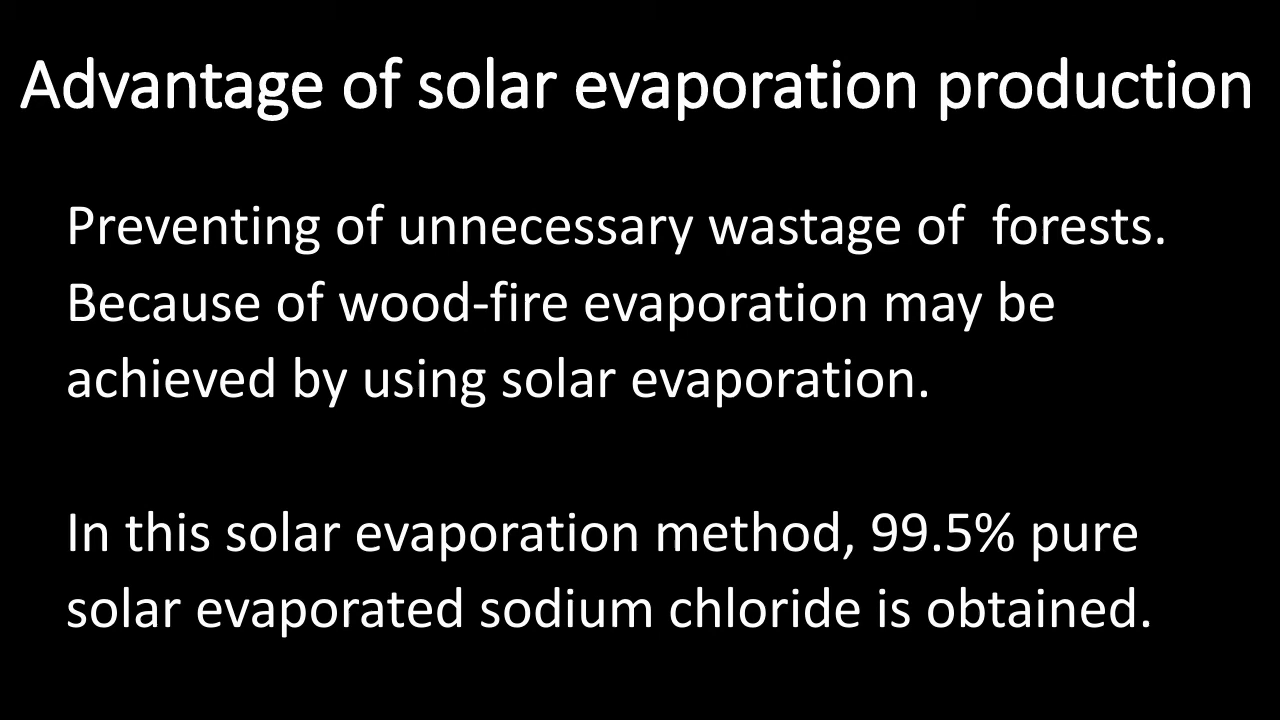 Advantage of solar evaporation production
Preventing of unnecessary wastage of  forests.
Because of wood-fire evaporation may be
achieved by using solar evaporation.
In this solar evaporation method, 99.5% pure
solar evaporated sodium chloride is obtained.